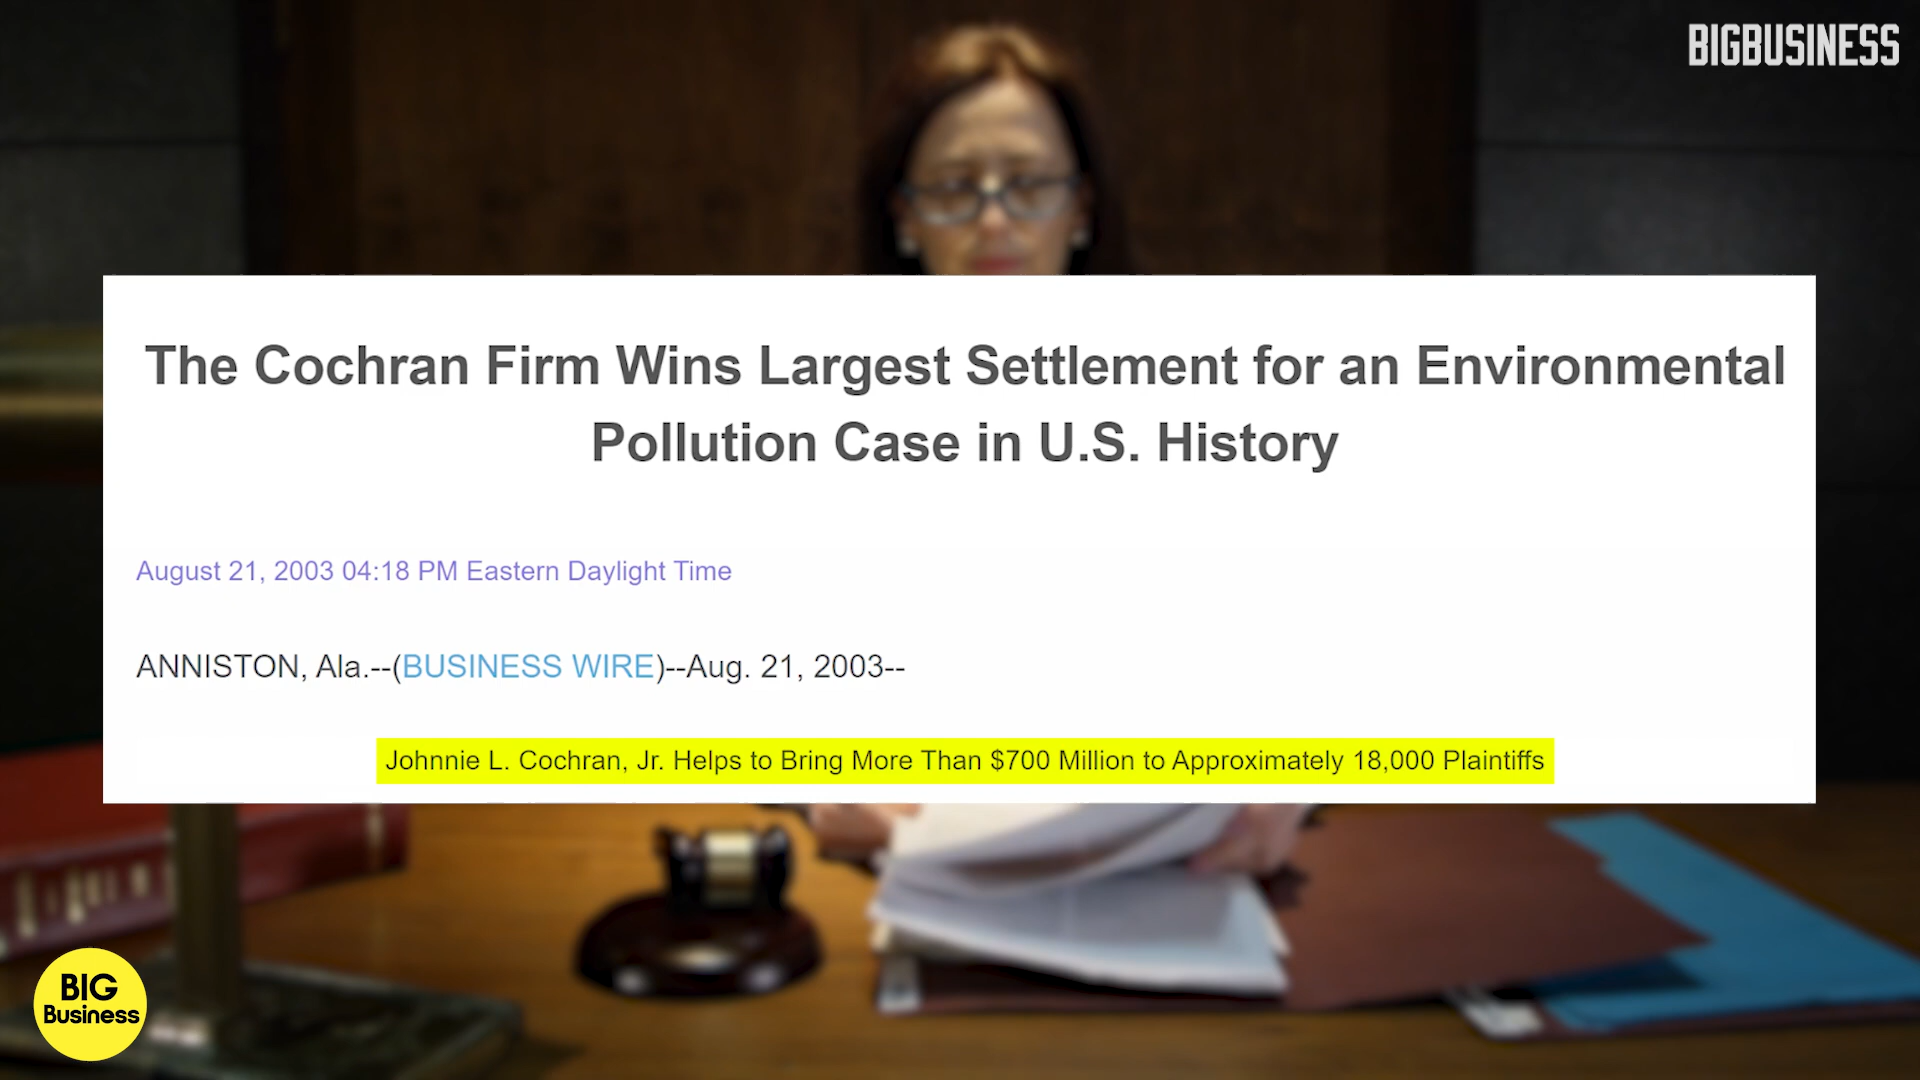 BIGBUSINESS
The Cochran Firm Wins Largest Settlement for an Environmental
Pollution Case in U.S. History
August 21, 2003 04:18 PM Eastern Daylight Time
ANNISTON, Ala.--(BUSINESS WIRE)--Aug. 21, 2003--
Johnnie L. Cochran, Jr. Helps to Bring More Than $700 Million to Approximately 18,000 Plaintiffs
BIG
Business